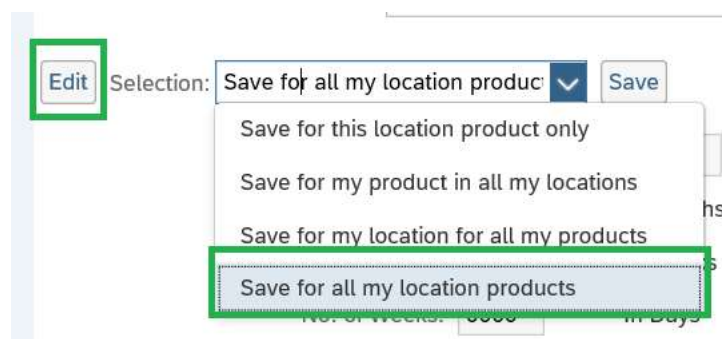 Edit Selection: Save for all my location produc Save
Save for this location product only
Save for my product in all my locations
hs
Save for my location for all my products
s
Save for all my location products
No. of Weeks: In Days